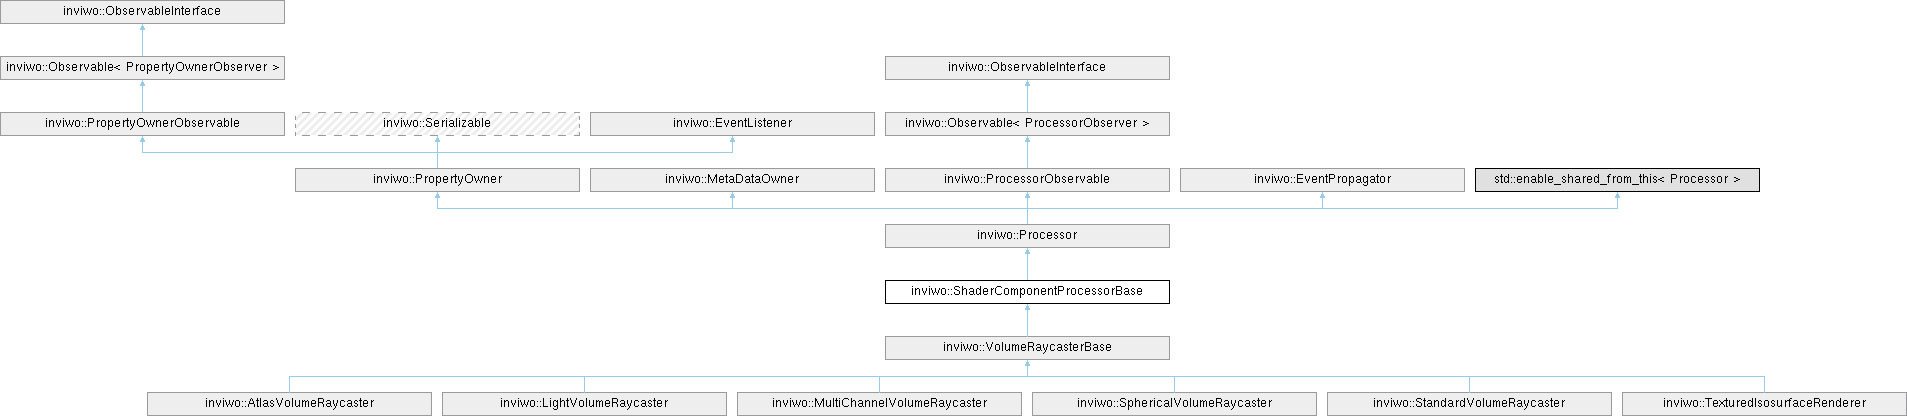 inviwo::ObservableInterface
inviwo::Observable< PropertyOwnerObserver >
inviwo::ObservableInterface
inviwo::PropertyOwnerObservable
inviwo::Serializable
inviwo::EventListener
inviwo::Observable< ProcessorObserver >
inviwo::PropertyOwner
inviwo::MetaDataOwner
inviwo::ProcessorObservable
inviwo::EventPropagator
std::enable_shared_from_this< Processor >
inviwo::Processor
inviwo::ShaderComponentProcessorBase
inviwo::VolumeRaycasterBase
inviwo::AtlasVolumeRaycaster
inviwo::LightVolumeRaycaster
inviwo::MultiChannelVolumeRaycaster
inviwo::SphericalVolumeRaycaster
inviwo::StandardVolumeRaycaster
inviwo::TexturedIsosurfaceRenderer